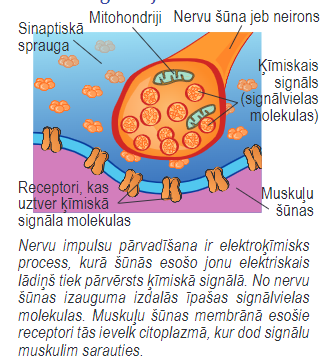 Mitohondriji
Nervu šūna jeb neirons
Sinaptiskā
sprauga
Ķīmiskais
signāls
(signālvielas
molekulas)
Receptori, kas
uztver ķīmiskā
signāla molekulas
Muskuļu
šūnas
Nervu impulsu pārvadīšana ir elektroķīmisks
process, kurā šūnās esošo jonu elektriskais
lādiņš tiek pārvērsts ķīmiskā signālā. No nervu
šūnas izauguma izdalās īpašas signālvielas
molekulas. Muskuļu šūnas membrānā esošie
receptori tās ievelk citoplazmā, kur dod signālu
muskulim sarauties.